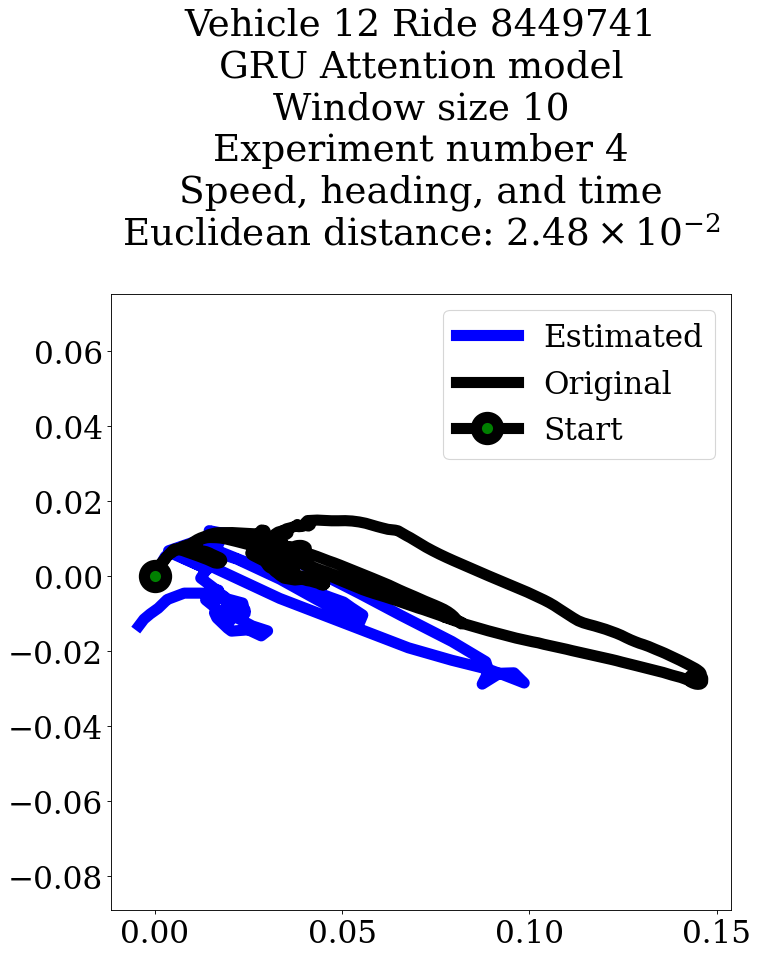 Vehicle 12 Ride 8449741
GRU Attention model
Window size 10
Experiment number 4
Speed, heading, and time
Euclidean distance: 2.48 × 10⁻²
Estimated
Original
Start
0.06
0.04
0.02
0.00
−0.02
−0.04
−0.06
−0.08
0.00 0.05 0.10 0.15